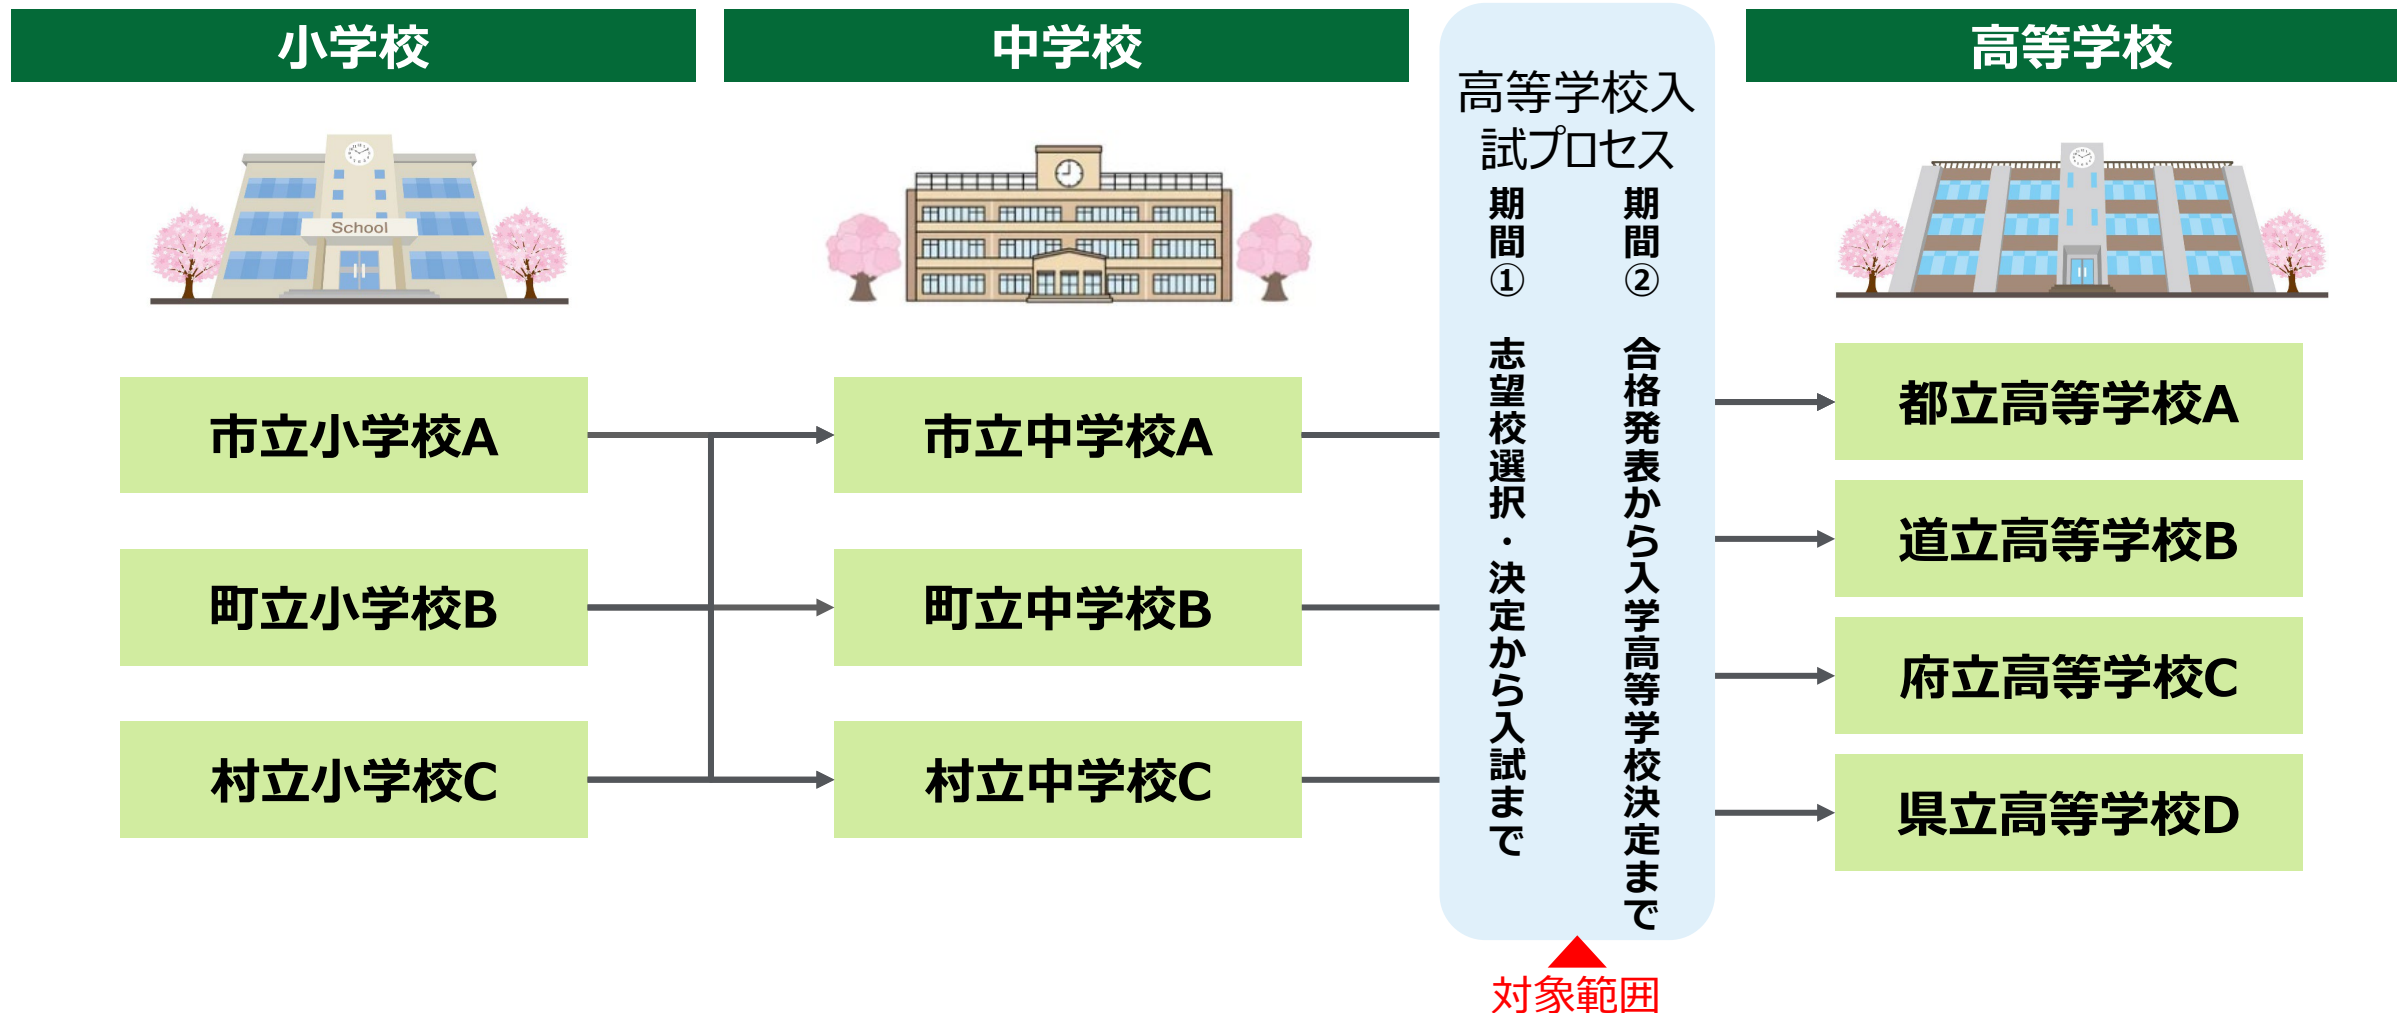 小学校
School
市立小学校A
町立小学校B
村立小学校C
中学校
市立中学校A
町立中学校B
村立中学校C
高等学校入
試プロセス
期間① 志望校選択・決定から入試まで
期間② 合格発表から入学高等学校決定まで
対象範囲
高等学校
都立高等学校A
道立高等学校B
府立高等学校C
県立高等学校D